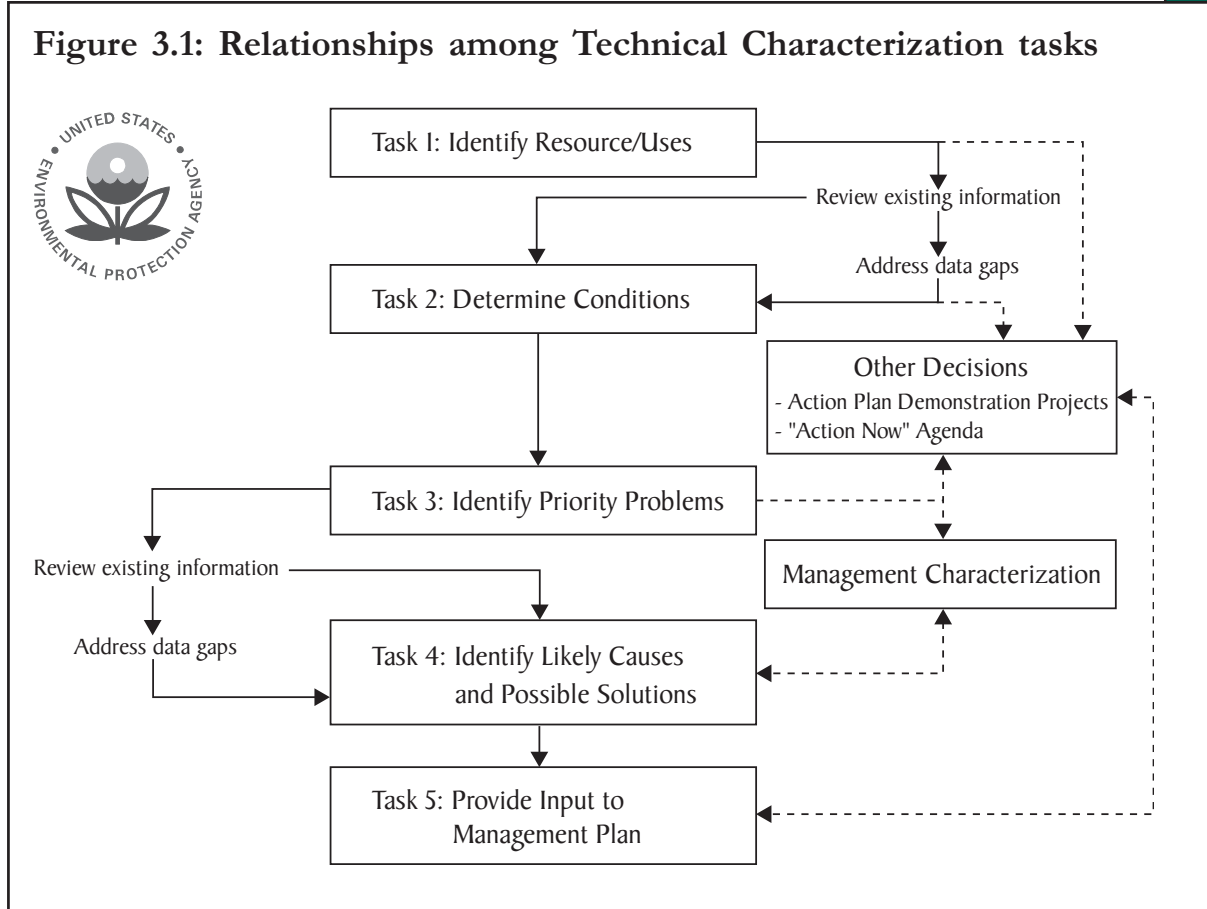 Figure 3.1: Relationships among Technical Characterization tasks
UNITED STATES
ENVIRONMENTAL PROTECTION AGENCY
Task 1: Identify Resource/Uses
Review existing information
Address data gaps
Task 2: Determine Conditions
Other Decisions
- Action Plan Demonstration Projects
- "Action Now" Agenda
Task 3: Identify Priority Problems
Management Characterization
Review existing information
Address data gaps
Task 4: Identify Likely Causes
and Possible Solutions
Task 5: Provide Input to
Management Plan